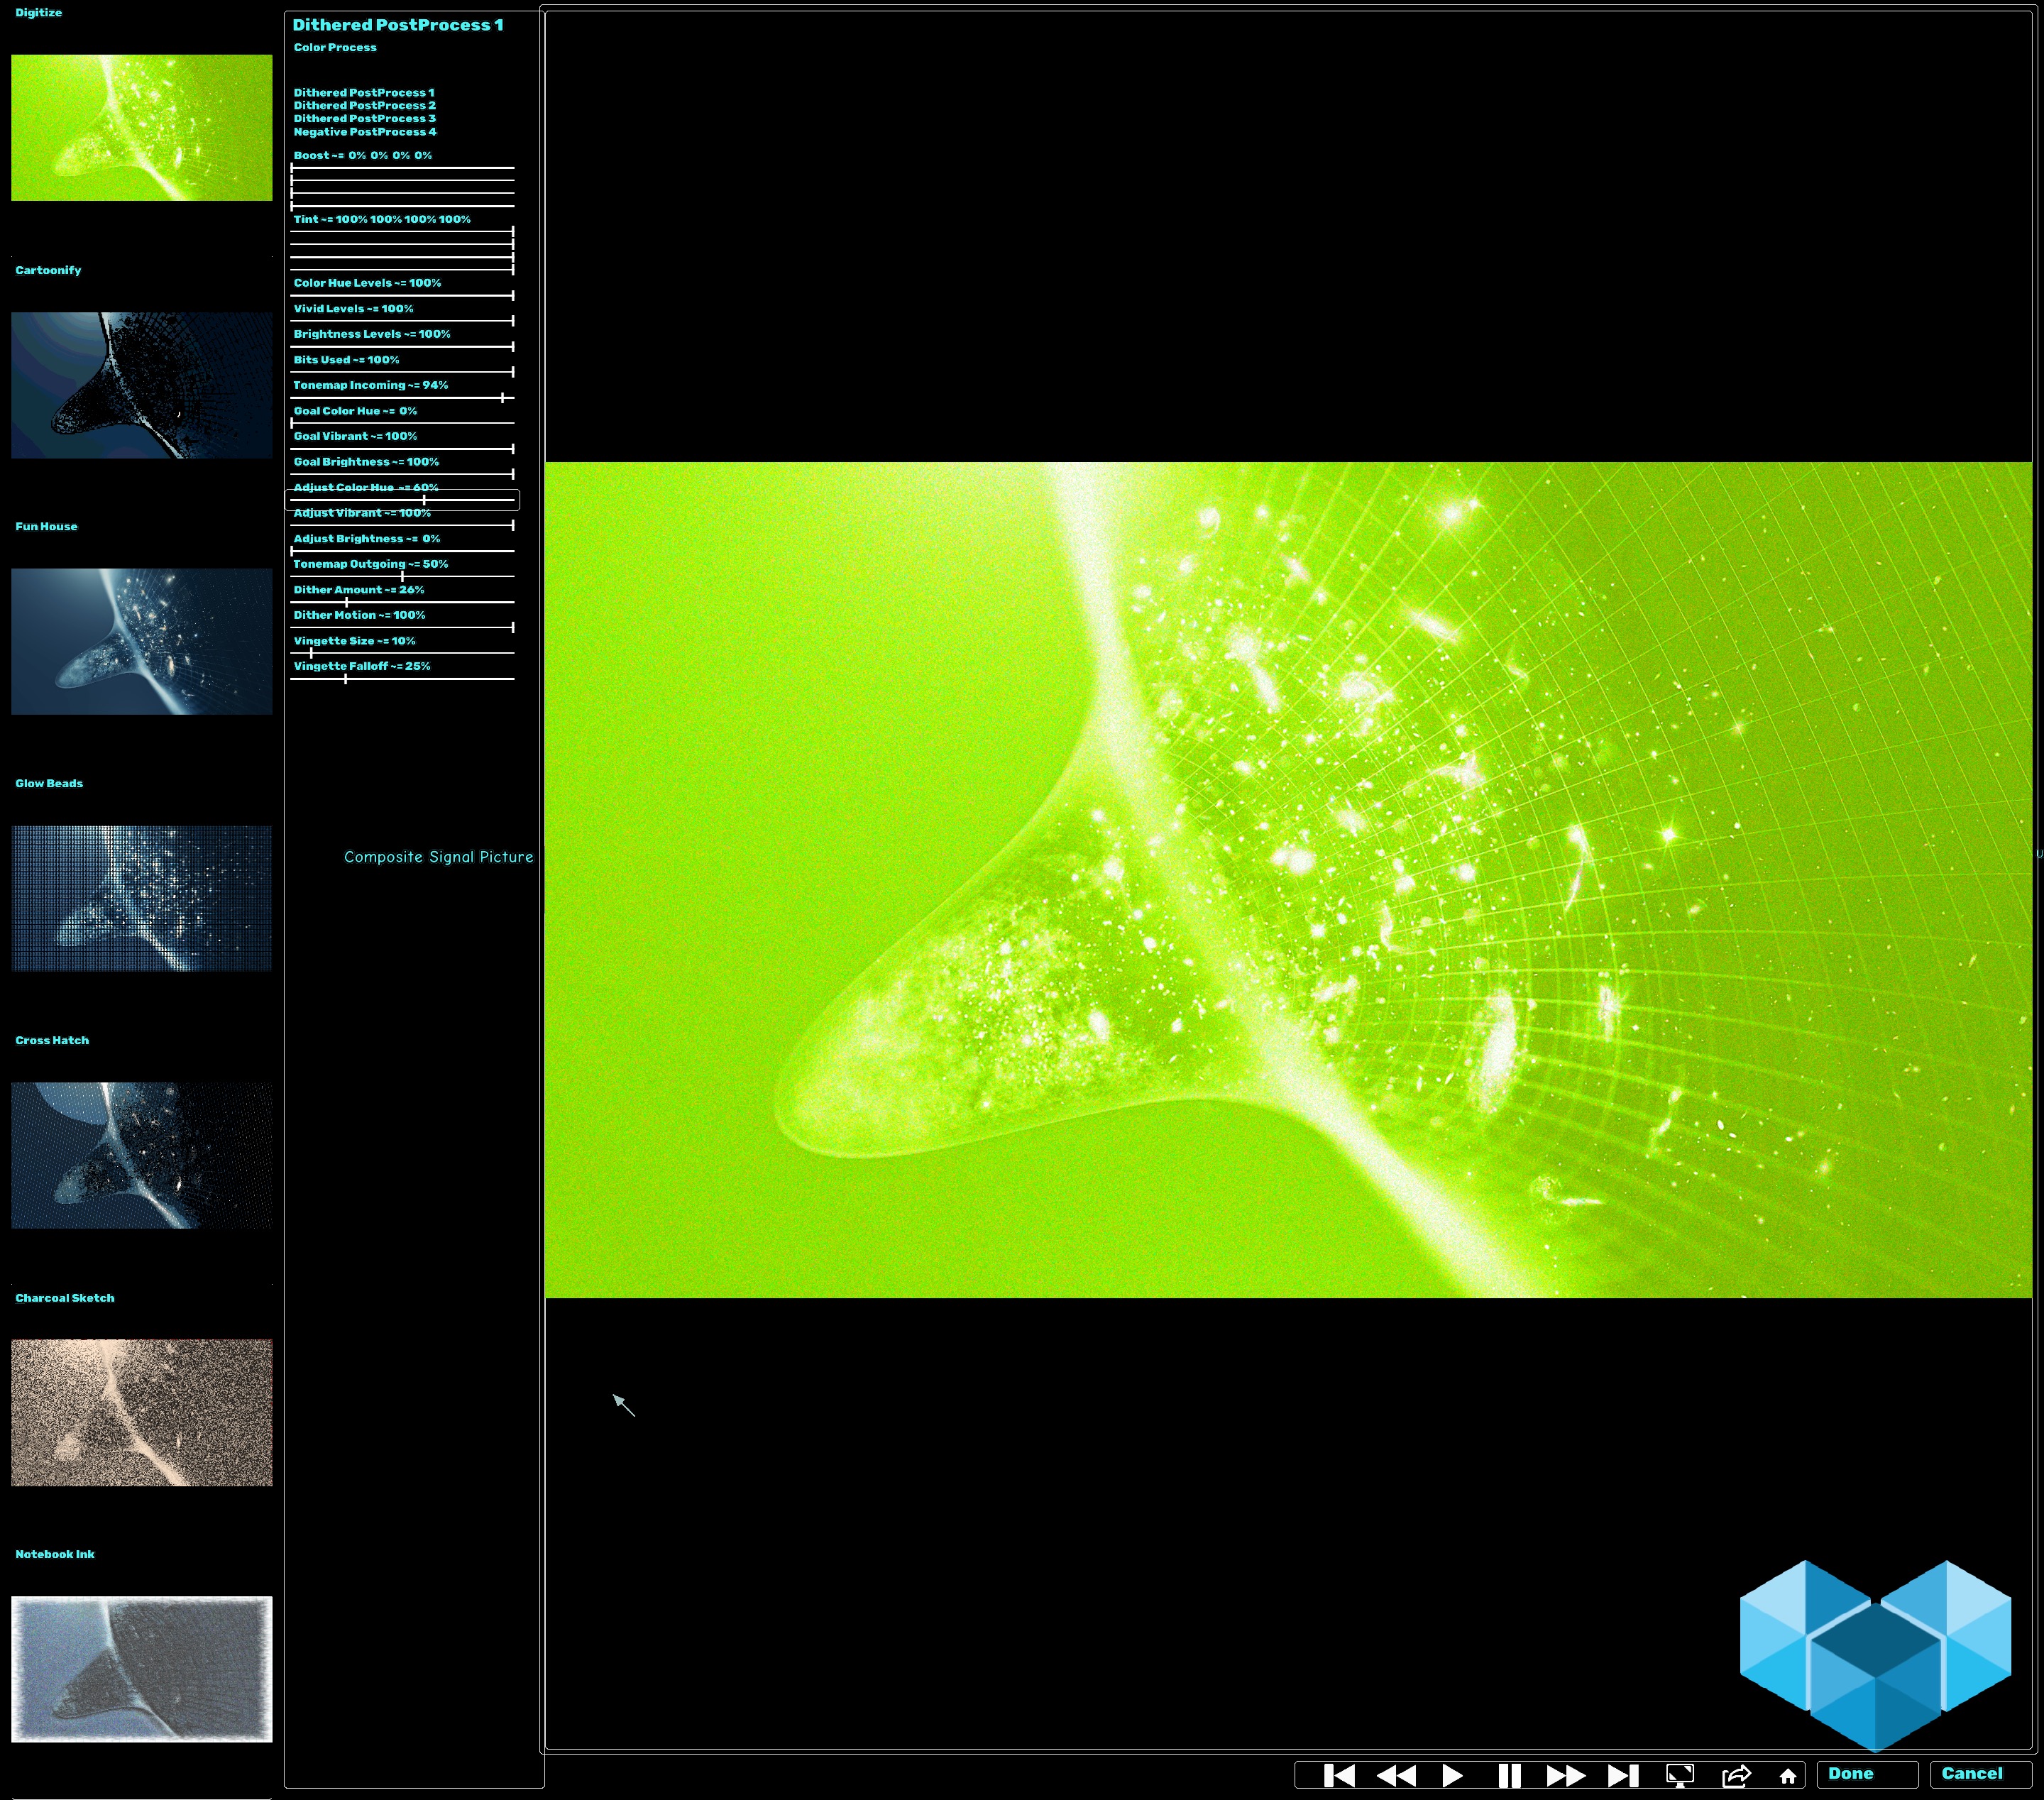 Digitize
Cartoonify
Fun House
Glow Beads
Cross Hatch
Charcoal Sketch
Notebook Ink
Dithered PostProcess 1
Color Process
Dithered PostProcess 1
Dithered PostProcess 2
Dithered PostProcess 3
Negative PostProcess 4
Boost ~= 0% 0% 0% 0%
Tint ~= 100% 100% 100% 100%
Color Hue Levels ~= 100%
Vivid Levels ~= 100%
Brightness Levels ~= 100%
Bits Used ~= 100%
Tonemap Incoming ~= 94%
Goal Color Hue ~= 0%
Goal Vibrant ~= 100%
Goal Brightness ~= 100%
Adjust Color Hue ~= 60%
Adjust Vibrant ~= 100%
Adjust Brightness ~= 0%
Tonemap Outgoing ~= 50%
Dither Amount ~= 26%
Dither Motion ~= 100%
Vingette Size ~= 10%
Vingette Falloff ~= 25%
Composite Signal Picture
Done
Cancel